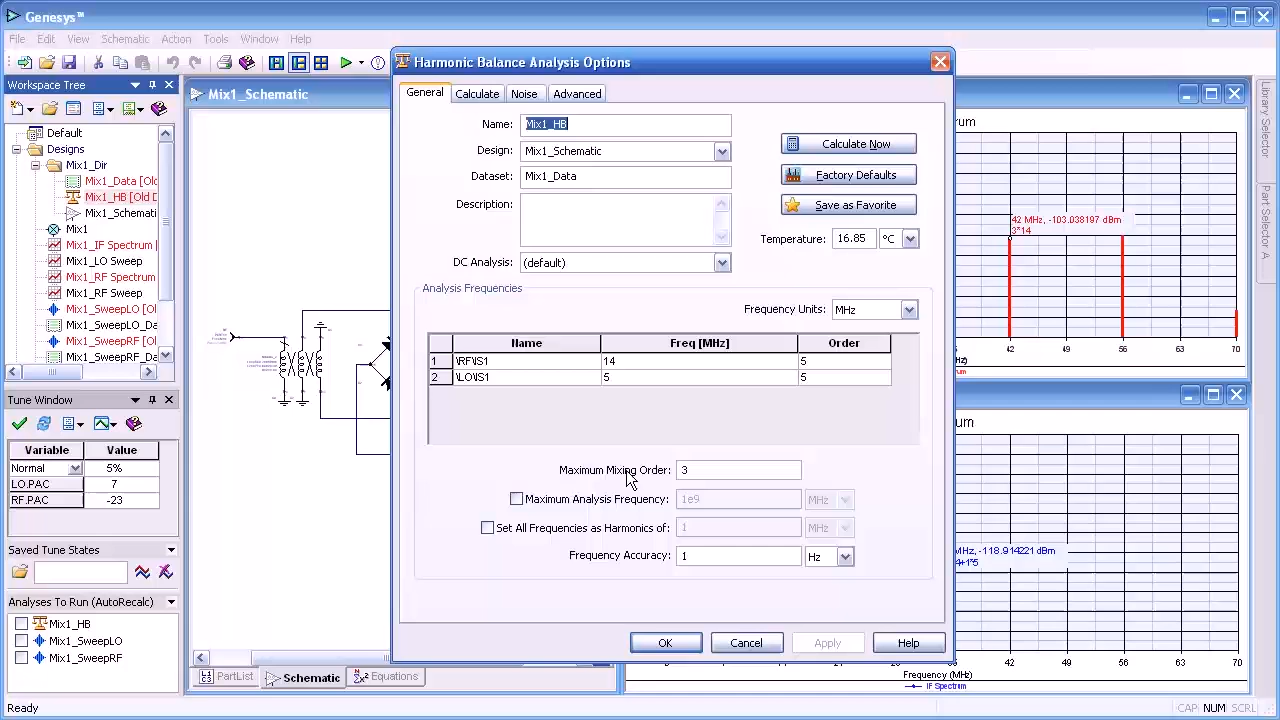 Genesys™
File Edit View Schematic Action Tools Window Help
Workspace Tree
Default
Designs
Mix1_Dir
Mix1_Data [Old
Mix1_HB [Old D
Mix1_Schemati
Mix1
Mix1_IF Spectrum [
Mix1_LO Sweep
Mix1_RF Spectrum
Mix1_RF Sweep
Mix1_SweepLO [Ol
Mix1_SweepLO_Da
Mix1_SweepRF [Ol
Mix1_SweepRF_Dat
Tune Window
Variable Value
Normal 5%
LO.PAC 7
RF.PAC -23
Saved Tune States
Analyses To Run (AutoRecalc)
Mix1_HB
Mix1_SweepLO
Mix1_SweepRF
Ready
Mix1_Schematic
PartList Schematic Equations
Harmonic Balance Analysis Options
General Calculate Noise Advanced
Name: Mix1_HB
Design: Mix1_Schematic
Dataset: Mix1_Data
Description:
DC Analysis: (default)
Calculate Now
Factory Defaults
Save as Favorite
Temperature: 16.85 °C
Analysis Frequencies
Frequency Units: MHz
Name Freq [MHz] Order
1 \RF\IS1 14 5
2 \LO\IS1 5 5
Maximum Mixing Order: 3
Maximum Analysis Frequency: 1e9 MHz
Set All Frequencies as Harmonics of: 1 MHz
Frequency Accuracy: 1 Hz
OK Cancel Apply Help
rum
42 MHz, -103.038197 dBm
3*14
42 49 56 63 70
Hz)
rum
um
MHz, -118.914221 dBm
4+1*5
42 49 56 63 70
Frequency (MHz)
IF Spectrum
Library Selector
Part Selector A
CAP NUM SCRL